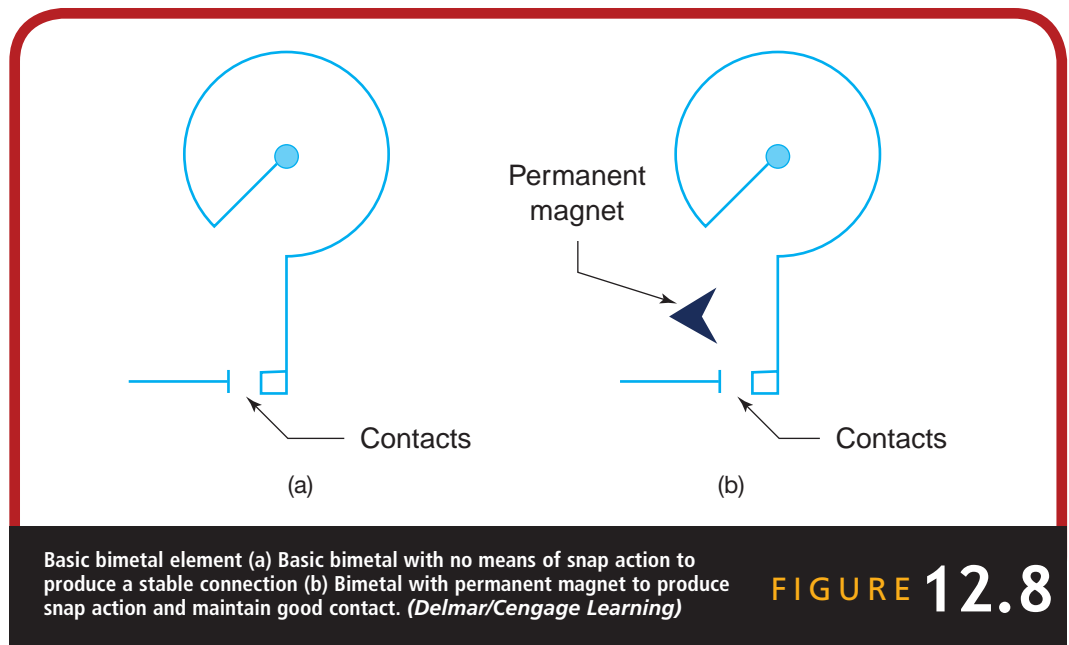 Permanent
magnet
Contacts
(a)
Contacts
(b)
Basic bimetal element (a) Basic bimetal with no means of snap action to
produce a stable connection (b) Bimetal with permanent magnet to produce
snap action and maintain good contact. (Delmar/Cengage Learning)
FIGURE 12.8